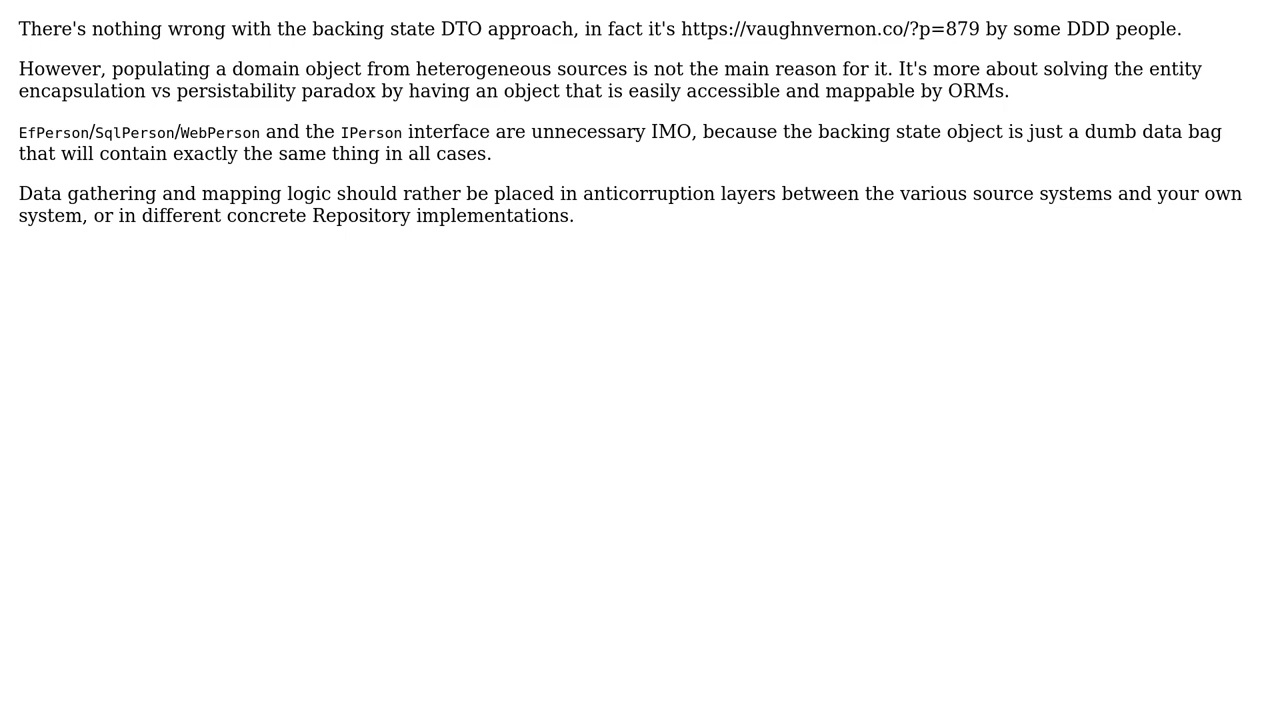 There's nothing wrong with the backing state DTO approach, in fact it's https://vaughnvernon.co/?p=879 by some DDD people.
However, populating a domain object from heterogeneous sources is not the main reason for it. It's more about solving the entity
encapsulation vs persistability paradox by having an object that is easily accessible and mappable by ORMs.
EfPerson/SqlPerson/WebPerson and the IPerson interface are unnecessary IMO, because the backing state object is just a dumb data bag
that will contain exactly the same thing in all cases.
Data gathering and mapping logic should rather be placed in anticorruption layers between the various source systems and your own
system, or in different concrete Repository implementations.